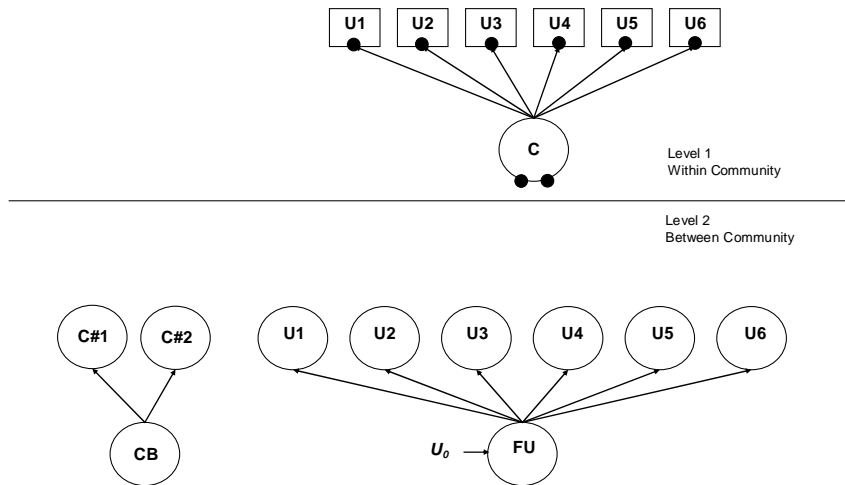 U1 U2 U3 U4 U5 U6
C
Level 1
Within Community
Level 2
Between Community
C#1 C#2 U1 U2 U3 U4 U5 U6
CB U₀ FU